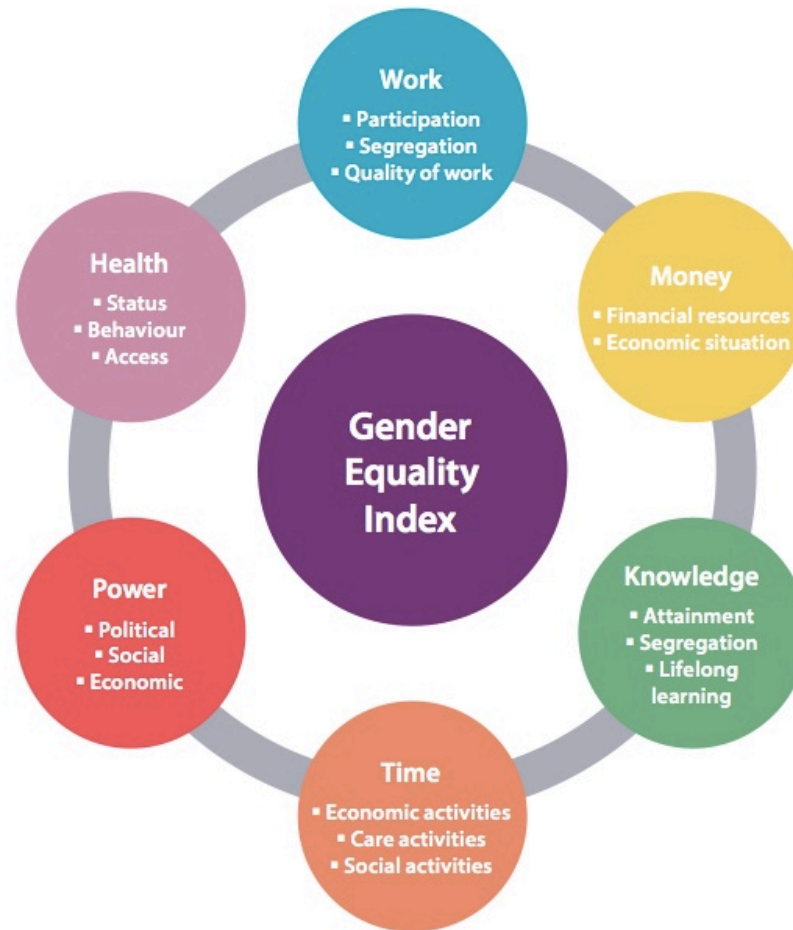 Work
▪ Participation
▪ Segregation
▪ Quality of work
Money
▪ Financial resources
▪ Economic situation
Knowledge
▪ Attainment
▪ Segregation
▪ Lifelong
learning
Time
▪ Economic activities
▪ Care activities
▪ Social activities
Power
▪ Political
▪ Social
▪ Economic
Health
▪ Status
▪ Behaviour
▪ Access
Gender
Equality
Index